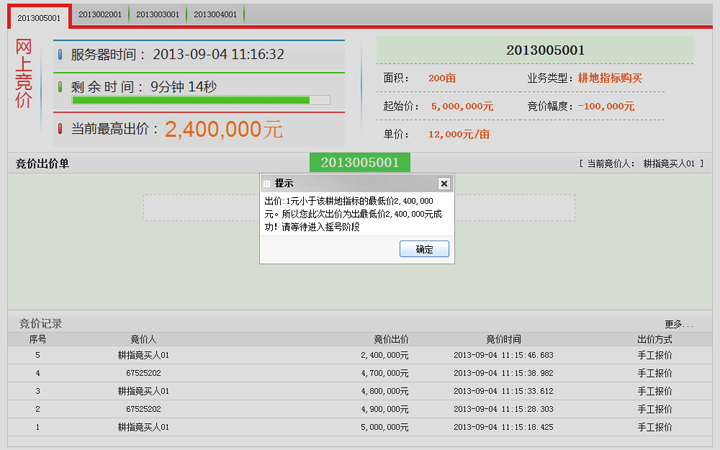 2013005001 2013002001 2013003001 2013004001
网上竞价
服务器时间： 2013-09-04 11:16:32
剩 余 时 间： 9分钟 14秒
当前最高出价： 2,400,000元
2013005001
面积： 200亩 业务类型：耕地指标购买
起始价： 5,000,000元 竞价幅度：-100,000元
单价： 12,000元/亩
竞价出价单 2013005001 [ 当前竞价人： 耕指竞买人01 ]
提示
出价:1元小于该耕地指标的最低价2,400,000
元。所以您此次出价为出最低价2,400,000元成
功！请等待进入摇号阶段
确定
竞价记录 更多...
序号 竞价人 竞价出价 竞价时间 出价方式
5 耕指竞买人01 2,400,000元 2013-09-04 11:15:46.683 手工报价
4 67525202 4,700,000元 2013-09-04 11:15:38.982 手工报价
3 耕指竞买人01 4,800,000元 2013-09-04 11:15:33.612 手工报价
2 67525202 4,900,000元 2013-09-04 11:15:28.303 手工报价
1 耕指竞买人01 5,000,000元 2013-09-04 11:15:18.425 手工报价